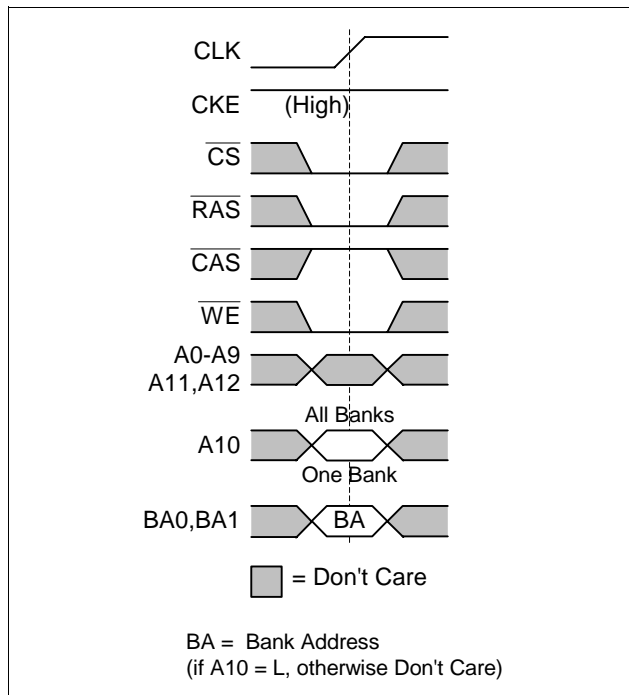 CLK
CKE (High)
CS
RAS
CAS
WE
A0-A9
A11,A12
All Banks
A10
One Bank
BA0,BA1 BA
= Don't Care
BA = Bank Address
(if A10 = L, otherwise Don't Care)